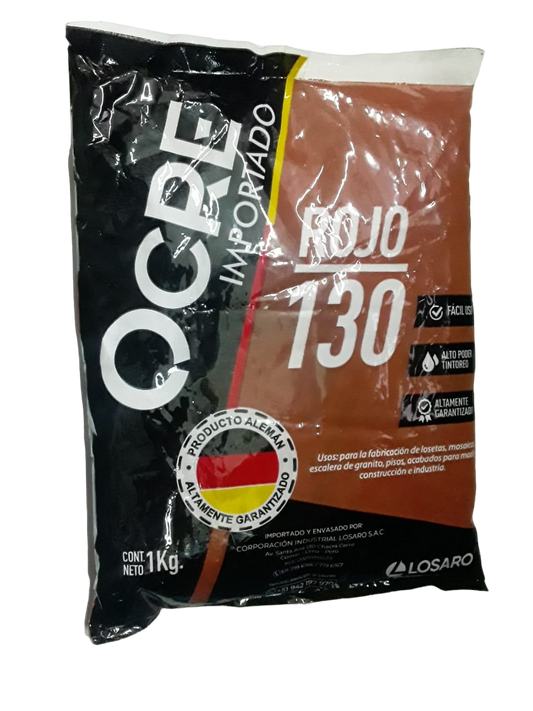 OCRE
IMPORTADO
ROJO
130
FÁCIL USO
ALTO PODER
TINTOREO
ALTAMENTE
GARANTIZADO
PRODUCTO ALEMÁN
ALTAMENTE GARANTIZADO
Usos: para la fabricación de losetas,
escalera de granito, pisos, acabados para
construcción e industria.
IMPORTADO Y ENVASADO POR:
CORPORACIÓN INDUSTRIAL LOSARO S.A.C
CONT.
NETO 1Kg.
LOSARO